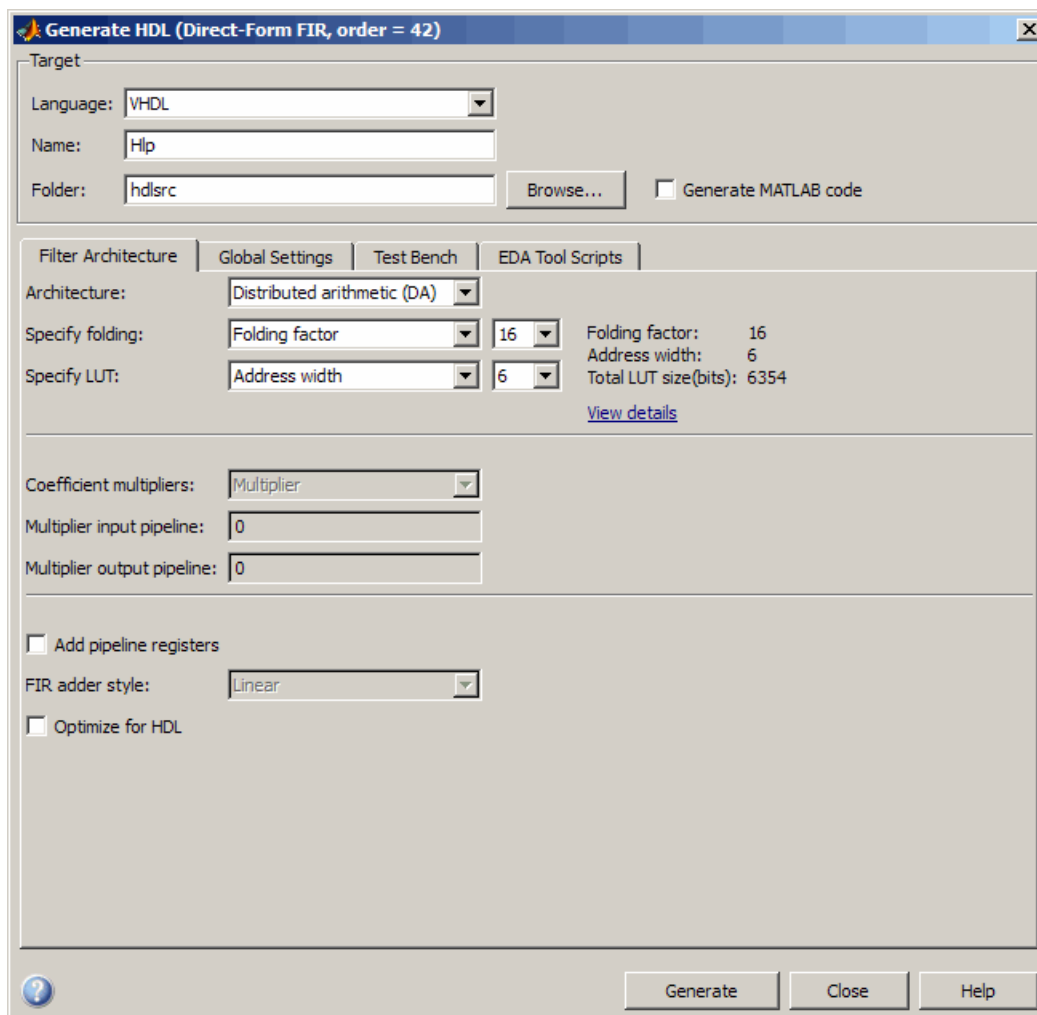 Generate HDL (Direct-Form FIR, order = 42)
Target
Language: VHDL
Name: Hlp
Folder: hdlsrc Browse... Generate MATLAB code
Filter Architecture Global Settings Test Bench EDA Tool Scripts
Architecture: Distributed arithmetic (DA)
Specify folding: Folding factor 16 Folding factor: 16
Address width: 6
Specify LUT: Address width 6 Total LUT size(bits): 6354
View details
Coefficient multipliers: Multiplier
Multiplier input pipeline: 0
Multiplier output pipeline: 0
Add pipeline registers
FIR adder style: Linear
Optimize for HDL
? Generate Close Help